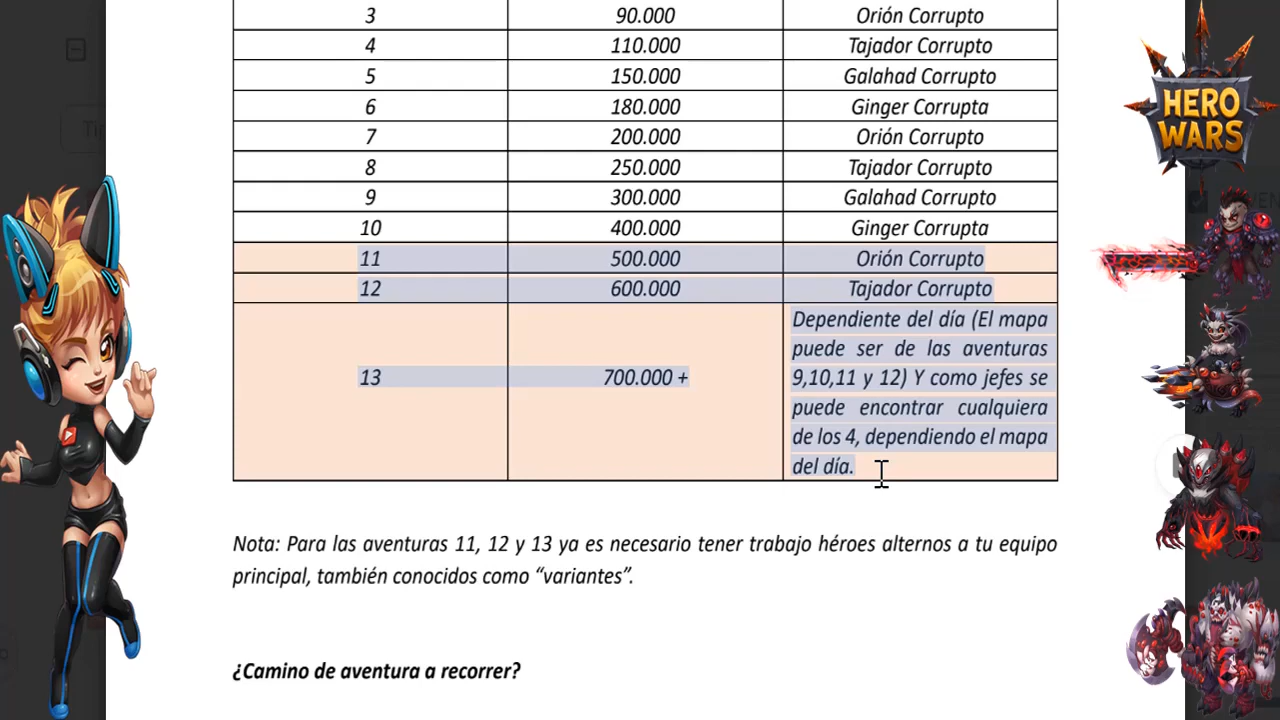 3 90.000 Orión Corrupto
4 110.000 Tajador Corrupto
5 150.000 Galahad Corrupto
6 180.000 Ginger Corrupta
7 200.000 Orión Corrupto
8 250.000 Tajador Corrupto
9 300.000 Galahad Corrupto
10 400.000 Ginger Corrupta
11 500.000 Orión Corrupto
12 600.000 Tajador Corrupto
13 700.000 + Dependiente del día (El mapa
puede ser de las aventuras
9,10,11 y 12) Y como jefes se
puede encontrar cualquiera
de los 4, dependiendo el mapa
del día.
Nota: Para las aventuras 11, 12 y 13 ya es necesario tener trabajo héroes alternos a tu equipo
principal, también conocidos como “variantes”.
¿Camino de aventura a recorrer?
HERO
WARS